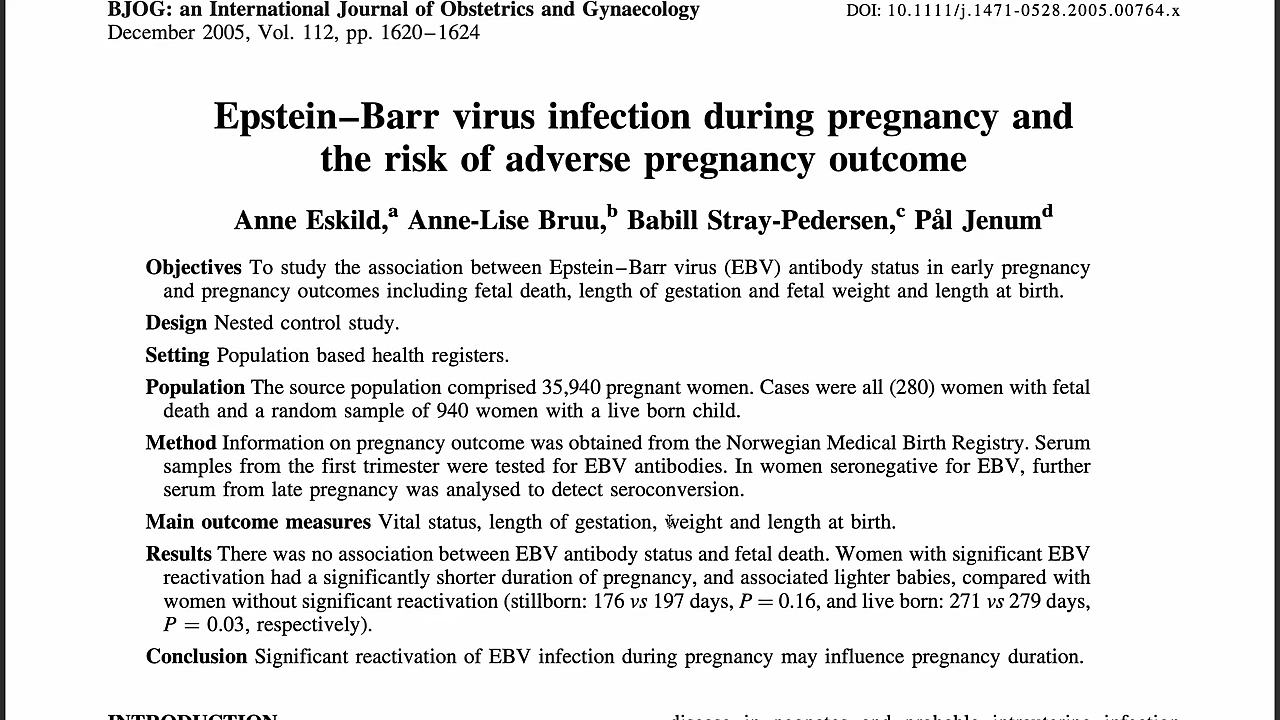 BJOG: an International Journal of Obstetrics and Gynaecology
DOI: 10.1111/j.1471-0528.2005.00764.x
December 2005, Vol. 112, pp. 1620–1624
Epstein–Barr virus infection during pregnancy and
the risk of adverse pregnancy outcome
Anne Eskild,a Anne-Lise Bruu,b Babill Stray-Pedersen,c Pål Jenumd
Objectives To study the association between Epstein–Barr virus (EBV) antibody status in early pregnancy
and pregnancy outcomes including fetal death, length of gestation and fetal weight and length at birth.
Design Nested control study.
Setting Population based health registers.
Population The source population comprised 35,940 pregnant women. Cases were all (280) women with fetal
death and a random sample of 940 women with a live born child.
Method Information on pregnancy outcome was obtained from the Norwegian Medical Birth Registry. Serum
samples from the first trimester were tested for EBV antibodies. In women seronegative for EBV, further
serum from late pregnancy was analysed to detect seroconversion.
Main outcome measures Vital status, length of gestation, weight and length at birth.
Results There was no association between EBV antibody status and fetal death. Women with significant EBV
reactivation had a significantly shorter duration of pregnancy, and associated lighter babies, compared with
women without significant reactivation (stillborn: 176 vs 197 days, P = 0.16, and live born: 271 vs 279 days,
P = 0.03, respectively).
Conclusion Significant reactivation of EBV infection during pregnancy may influence pregnancy duration.
INTRODUCTION
disease in neonates and probable intrauterine infection